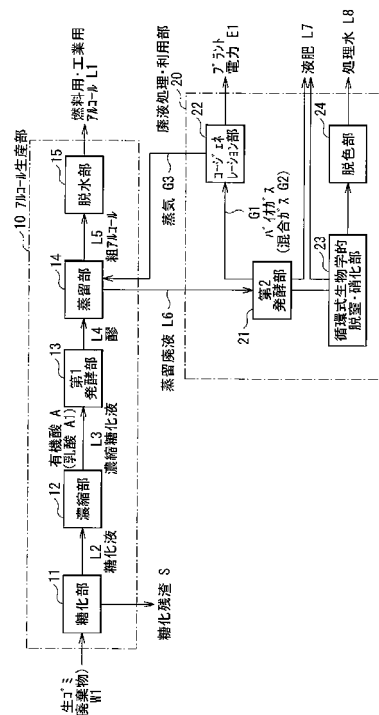 10 アルコール生産部
生ゴミ
(廃棄物)
W1
11
糖化部
糖化残渣 S
L2
糖化液
12
濃縮部
有機酸 A
(乳酸 A1)
L3
濃縮糖化液
13
第1
発酵部
L4
醪
14
蒸留部
L5
粗アルコール
15
脱水部
燃料用・工業用
アルコール L1
蒸留廃液 L6
蒸気 G3
廃液処理・利用部
20
21
第2
発酵部
G1
バイオガス
(混合ガス G2)
22
コージェネ
レーション部
プラント
電力 E1
液肥 L7
23
循環式生物学的
脱窒・硝化部
24
脱色部
処理水 L8